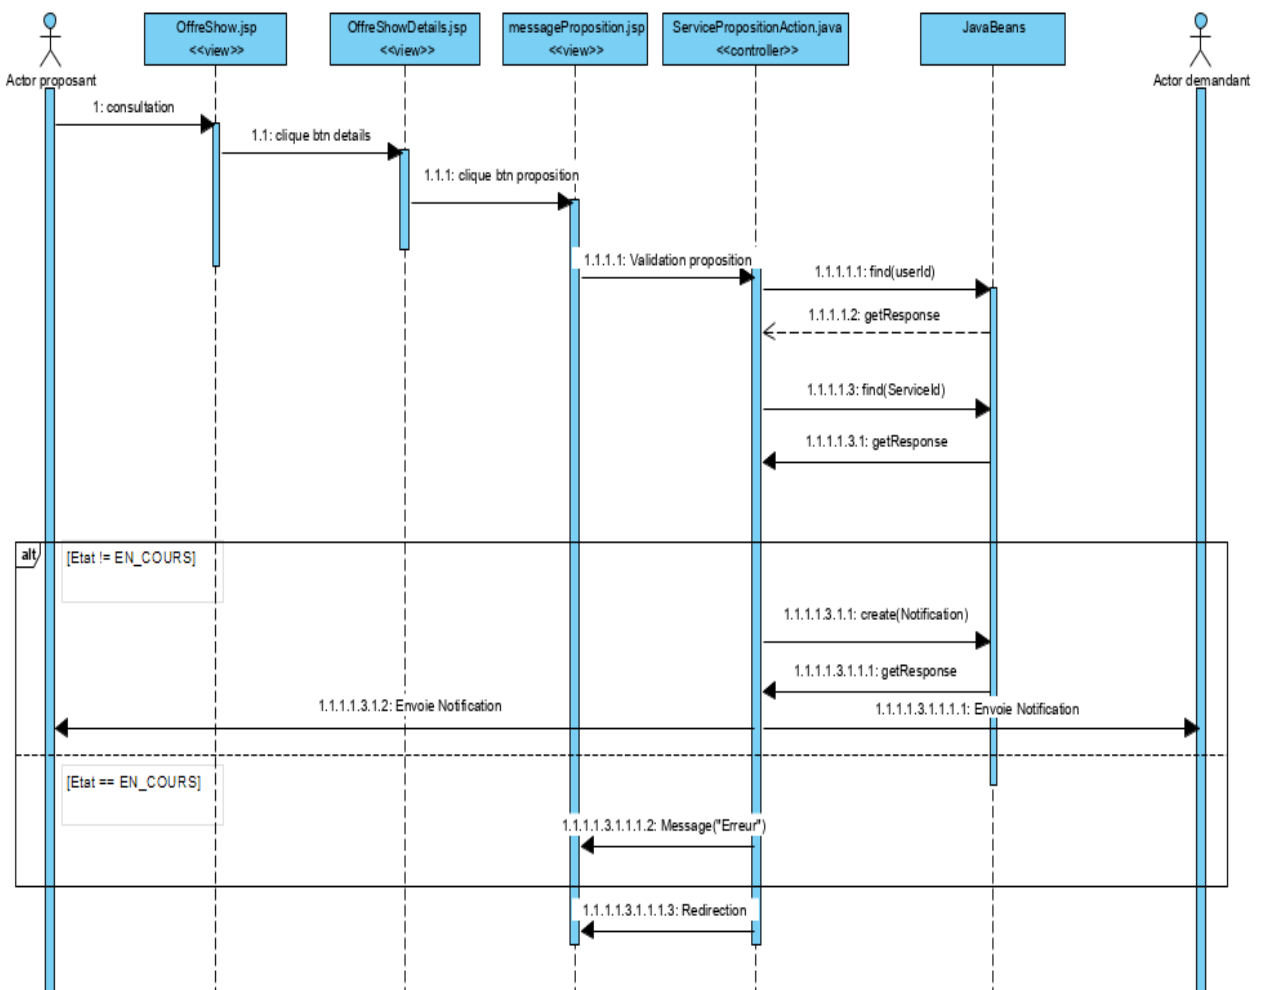 OffreShow.jsp
<<view>>
OffreShowDetails.jsp
<<view>>
messageProposition.jsp
<<view>>
ServicePropositionAction.java
<<controller>>
JavaBeans
Actor proposant
Actor demandant
1: consultation
1.1: clique btn details
1.1.1: clique btn proposition
1.1.1.1: Validation proposition
1.1.1.1.1: find(userId)
1.1.1.1.2: getResponse
1.1.1.1.3: find(ServiceId)
1.1.1.1.3.1: getResponse
alt
[Etat != EN_COURS]
1.1.1.1.3.1.1: create(Notification)
1.1.1.1.3.1.1.1: getResponse
1.1.1.1.3.1.2: Envoie Notification
1.1.1.1.3.1.1.1.1: Envoie Notification
[Etat == EN_COURS]
1.1.1.1.3.1.1.1.2: Message("Erreur")
1.1.1.1.3.1.1.1.3: Redirection